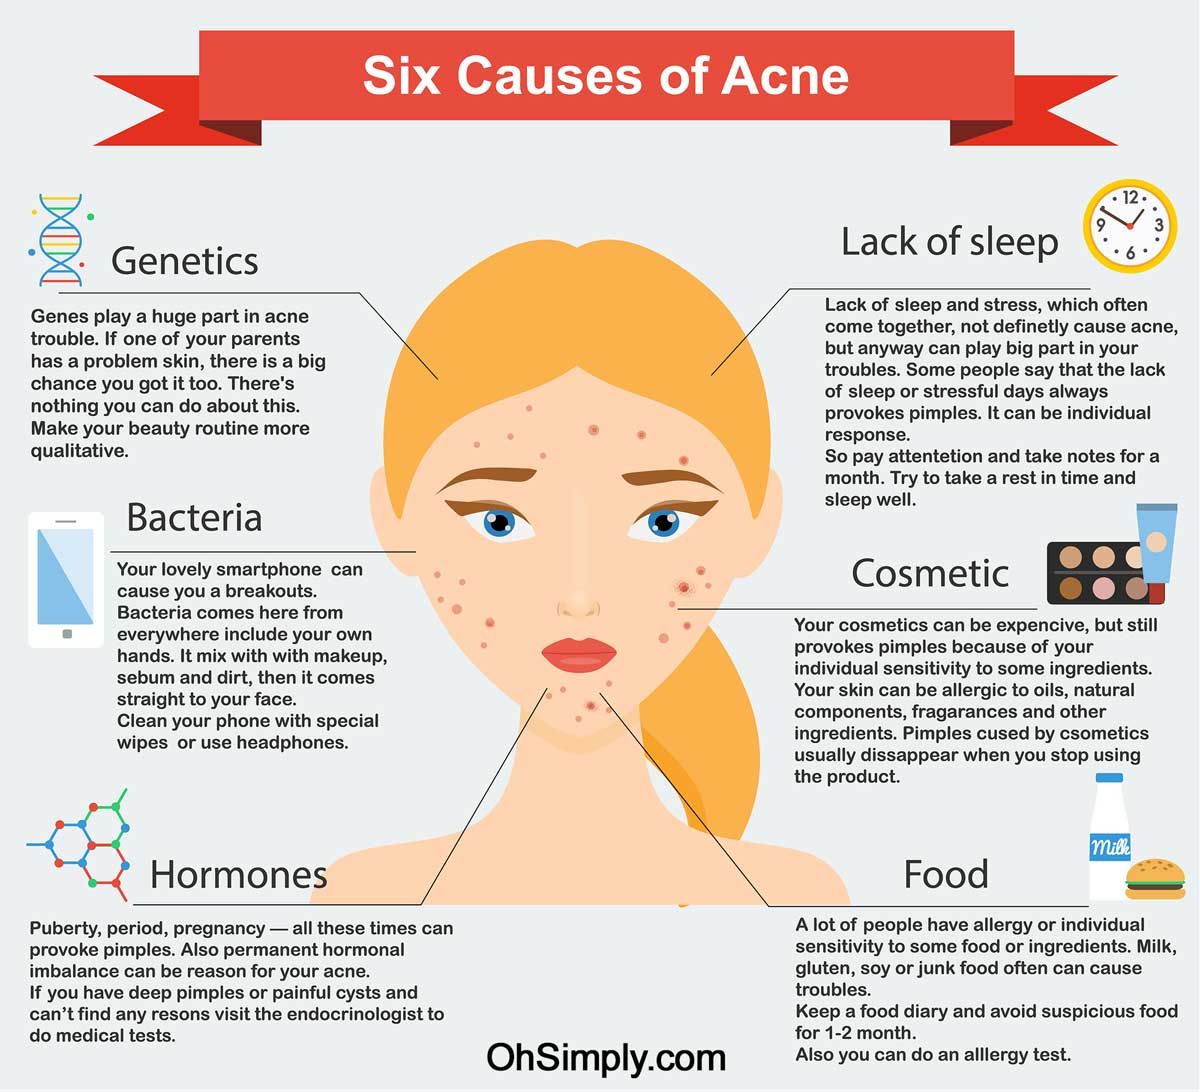 Six Causes of Acne
Genetics
Genes play a huge part in acne
trouble. If one of your parents
has a problem skin, there is a big
chance you got it too. There's
nothing you can do about this.
Make your beauty routine more
qualitative.
Bacteria
Your lovely smartphone can
cause you a breakouts.
Bacteria comes here from
everywhere include your own
hands. It mix with with makeup,
sebum and dirt, then it comes
straight to your face.
Clean your phone with special
wipes or use headphones.
Hormones
Puberty, period, pregnancy — all these times can
provoke pimples. Also permanent hormonal
imbalance can be reason for your acne.
If you have deep pimples or painful cysts and
can't find any resons visit the endocrinologist to
do medical tests.
12
9 3
6
Lack of sleep
Lack of sleep and stress, which often
come together, not definetly cause acne,
but anyway can play big part in your
troubles. Some people say that the lack
of sleep or stressful days always
provokes pimples. It can be individual
response.
So pay attentetion and take notes for a
month. Try to take a rest in time and
sleep well.
Cosmetic
Your cosmetics can be expencive, but still
provokes pimples because of your
individual sensitivity to some ingredients.
Your skin can be allergic to oils, natural
components, fragarances and other
ingredients. Pimples cused by csometics
usually dissappear when you stop using
the product.
Milk
Food
A lot of people have allergy or individual
sensitivity to some food or ingredients. Milk,
gluten, soy or junk food often can cause
troubles.
Keep a food diary and avoid suspicious food
for 1-2 month.
Also you can do an alllergy test.
OhSimply.com